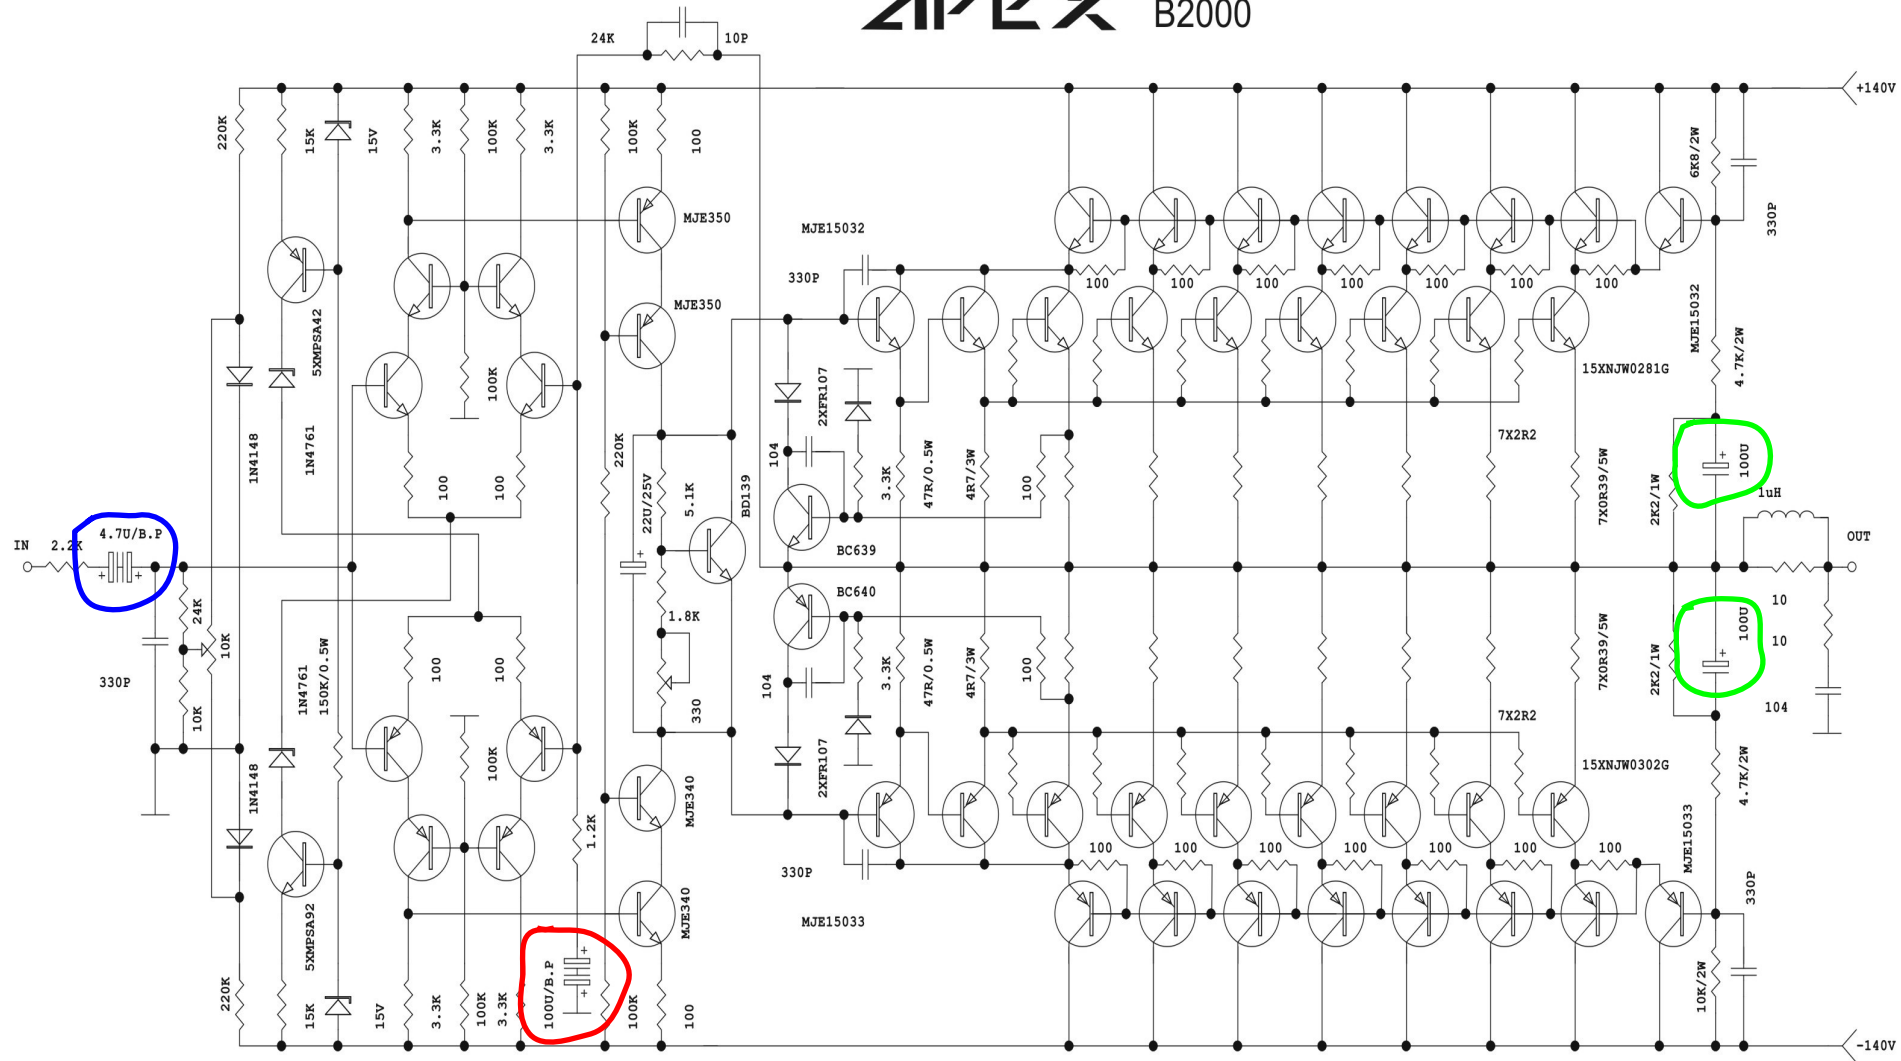 APEX B2000
24K
10P
+140V
220K
15K
15V
3.3K
100K
3.3K
100K
100
6K8/2W
330P
MJE350
MJE15032
MJE350
330P
100
100
100
100
100
100
100
5XMPSA42
MJE15032
4.7K/2W
15XNJW0281G
100K
2XFR107
1N4148
1N4761
100
100
220K
22U/25V
5.1K
BD139
104
3.3K
47R/0.5W
4R7/3W
100
7X2R2
7X0R39/5W
2K2/1W
100U
1uH
IN
2.2K
4.7U/B.P
BC639
OUT
BC640
24K
10K
1.8K
10
10
100U
330P
10K
1N4761
150K/0.5W
100
100
330
104
3.3K
47R/0.5W
4R7/3W
100
7X0R39/5W
2K2/1W
104
7X2R2
1N4148
100K
2XFR107
15XNJW0302G
4.7K/2W
MJE340
1.2K
100
100
100
100
100
100
100
MJE15033
330P
330P
5XMPSA92
MJE340
MJE15033
220K
15K
15V
3.3K
100K
3.3K
100U/B.P
100K
100
10K/2W
-140V